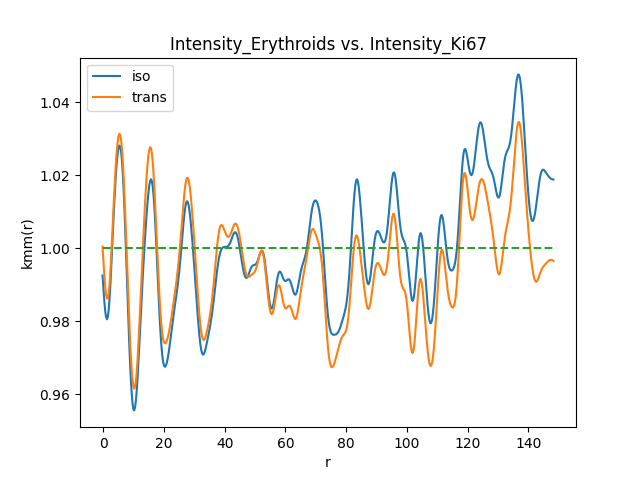 Intensity_Erythroids vs. Intensity_Ki67
iso
trans
1.04
1.02
1.00
0.98
0.96
kmm(r)
0 20 40 60 80 100 120 140
r